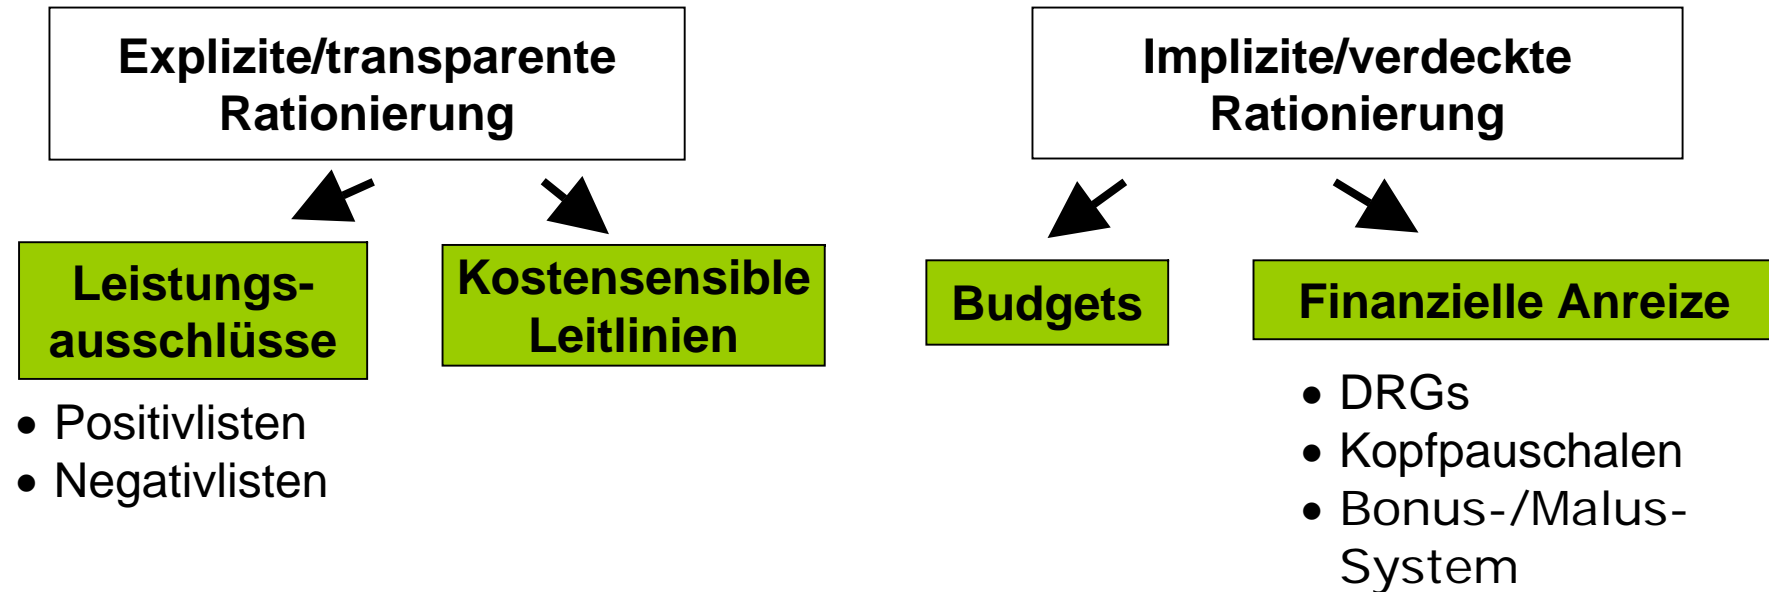 Explizite/transparente
Rationierung
Leistungs-
ausschlüsse
• Positivlisten
• Negativlisten
Kostensensible
Leitlinien
Implizite/verdeckte
Rationierung
Budgets
Finanzielle Anreize
• DRGs
• Kopfpauschalen
• Bonus-/Malus-
System